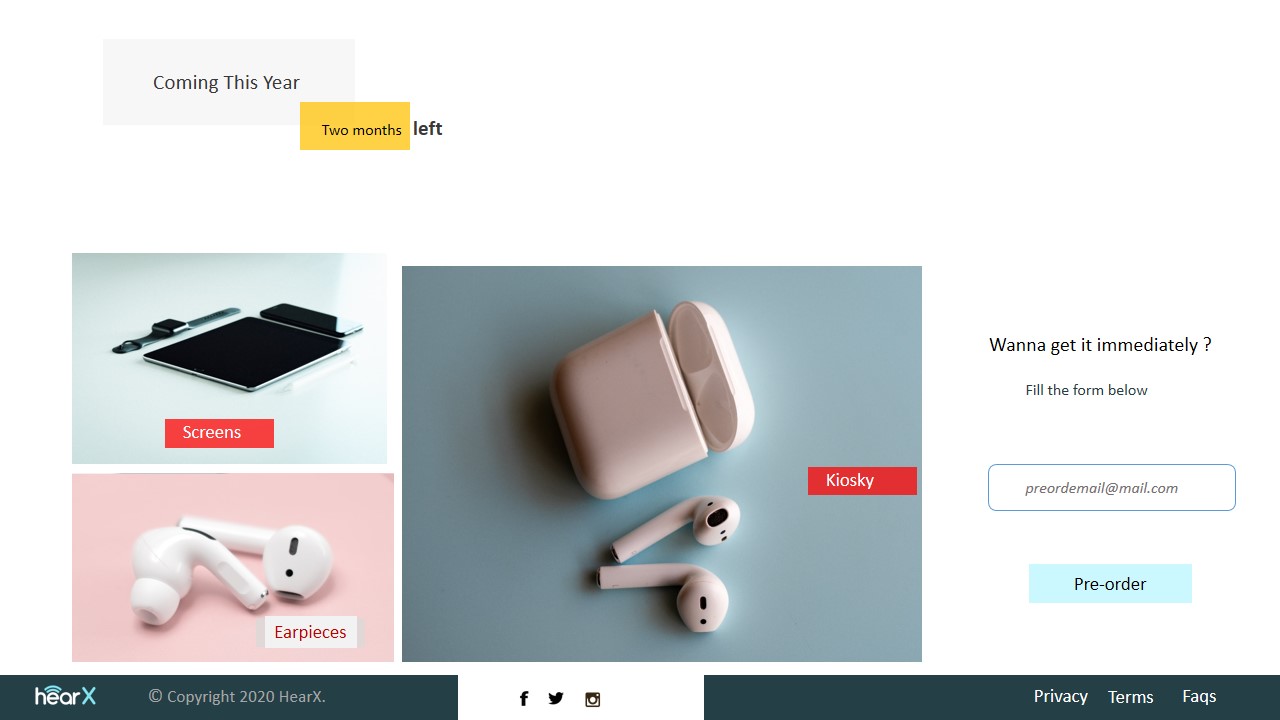 Coming This Year
Two months left
Screens
Kiosky
Earpieces
Wanna get it immediately ?
Fill the form below
preordemail@mail.com
Pre-order
hearX
© Copyright 2020 HearX.
Privacy Terms Faqs